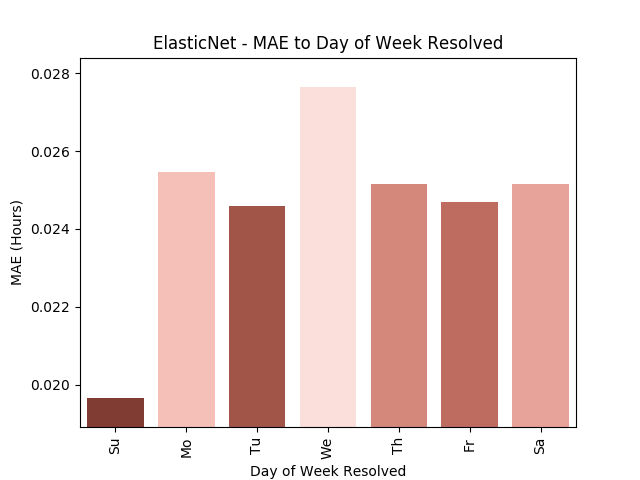 ElasticNet - MAE to Day of Week Resolved
0.028
0.026
0.024
0.022
0.020
MAE (Hours)
Su
Mo
Tu
We
Th
Fr
Sa
Day of Week Resolved